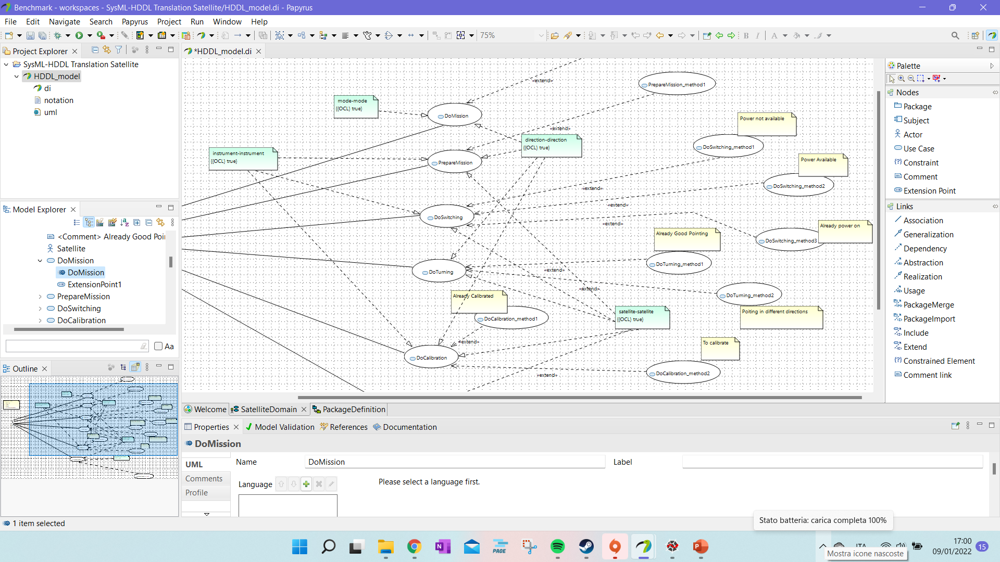 Benchmark - workspaces - SysML-HDDL Translation Satellite/HDDL_model.di - Papyrus
File Edit Navigate Search Papyrus Project Run Window Help
75%
Project Explorer
SysML-HDDL Translation Satellite
HDDL_model
di
notation
uml
Model Explorer
<Comment> Already Good Poi
Satellite
DoMission
DoMission
ExtensionPoint1
PrepareMission
DoSwitching
DoCalibration
Aa
Outline
1 item selected
*HDDL_model.di
«extend»
PrepareMission_method1
mode-mode
{{OCL} true}
DoMission
Power not available
«extend»
direction-direction
{{OCL} true}
DoSwitching_method1
instrument-instrument
{{OCL} true}
PrepareMission
Power Available
DoSwitching_method2
«extend»
«extend»
DoSwitching
«extend»
Already power on
Already Good Pointing
DoSwitching_method3
DoTurning_method1
DoTurning
«extend»
«extend»
Already Calibrated
DoTurning_method2
satellite-satellite
{{OCL} true}
Poiting in different directions
DoCalibration_method1
«extend»
To calibrate
DoCalibration
DoCalibration_method2
«extend»
Welcome SatelliteDomain PackageDefinition
Palette
Nodes
Package
Subject
Actor
Use Case
Constraint
Comment
Extension Point
Links
Association
Generalization
Dependency
Abstraction
Realization
Usage
PackageMerge
PackageImport
Include
Extend
Constrained Element
Comment link
Properties Model Validation References Documentation
DoMission
UML
Comments
Profile
Name DoMission Label
Language
Please select a language first.
Stato batteria: carica completa 100%
Mostra icone nascoste
17:00
09/01/2022
15